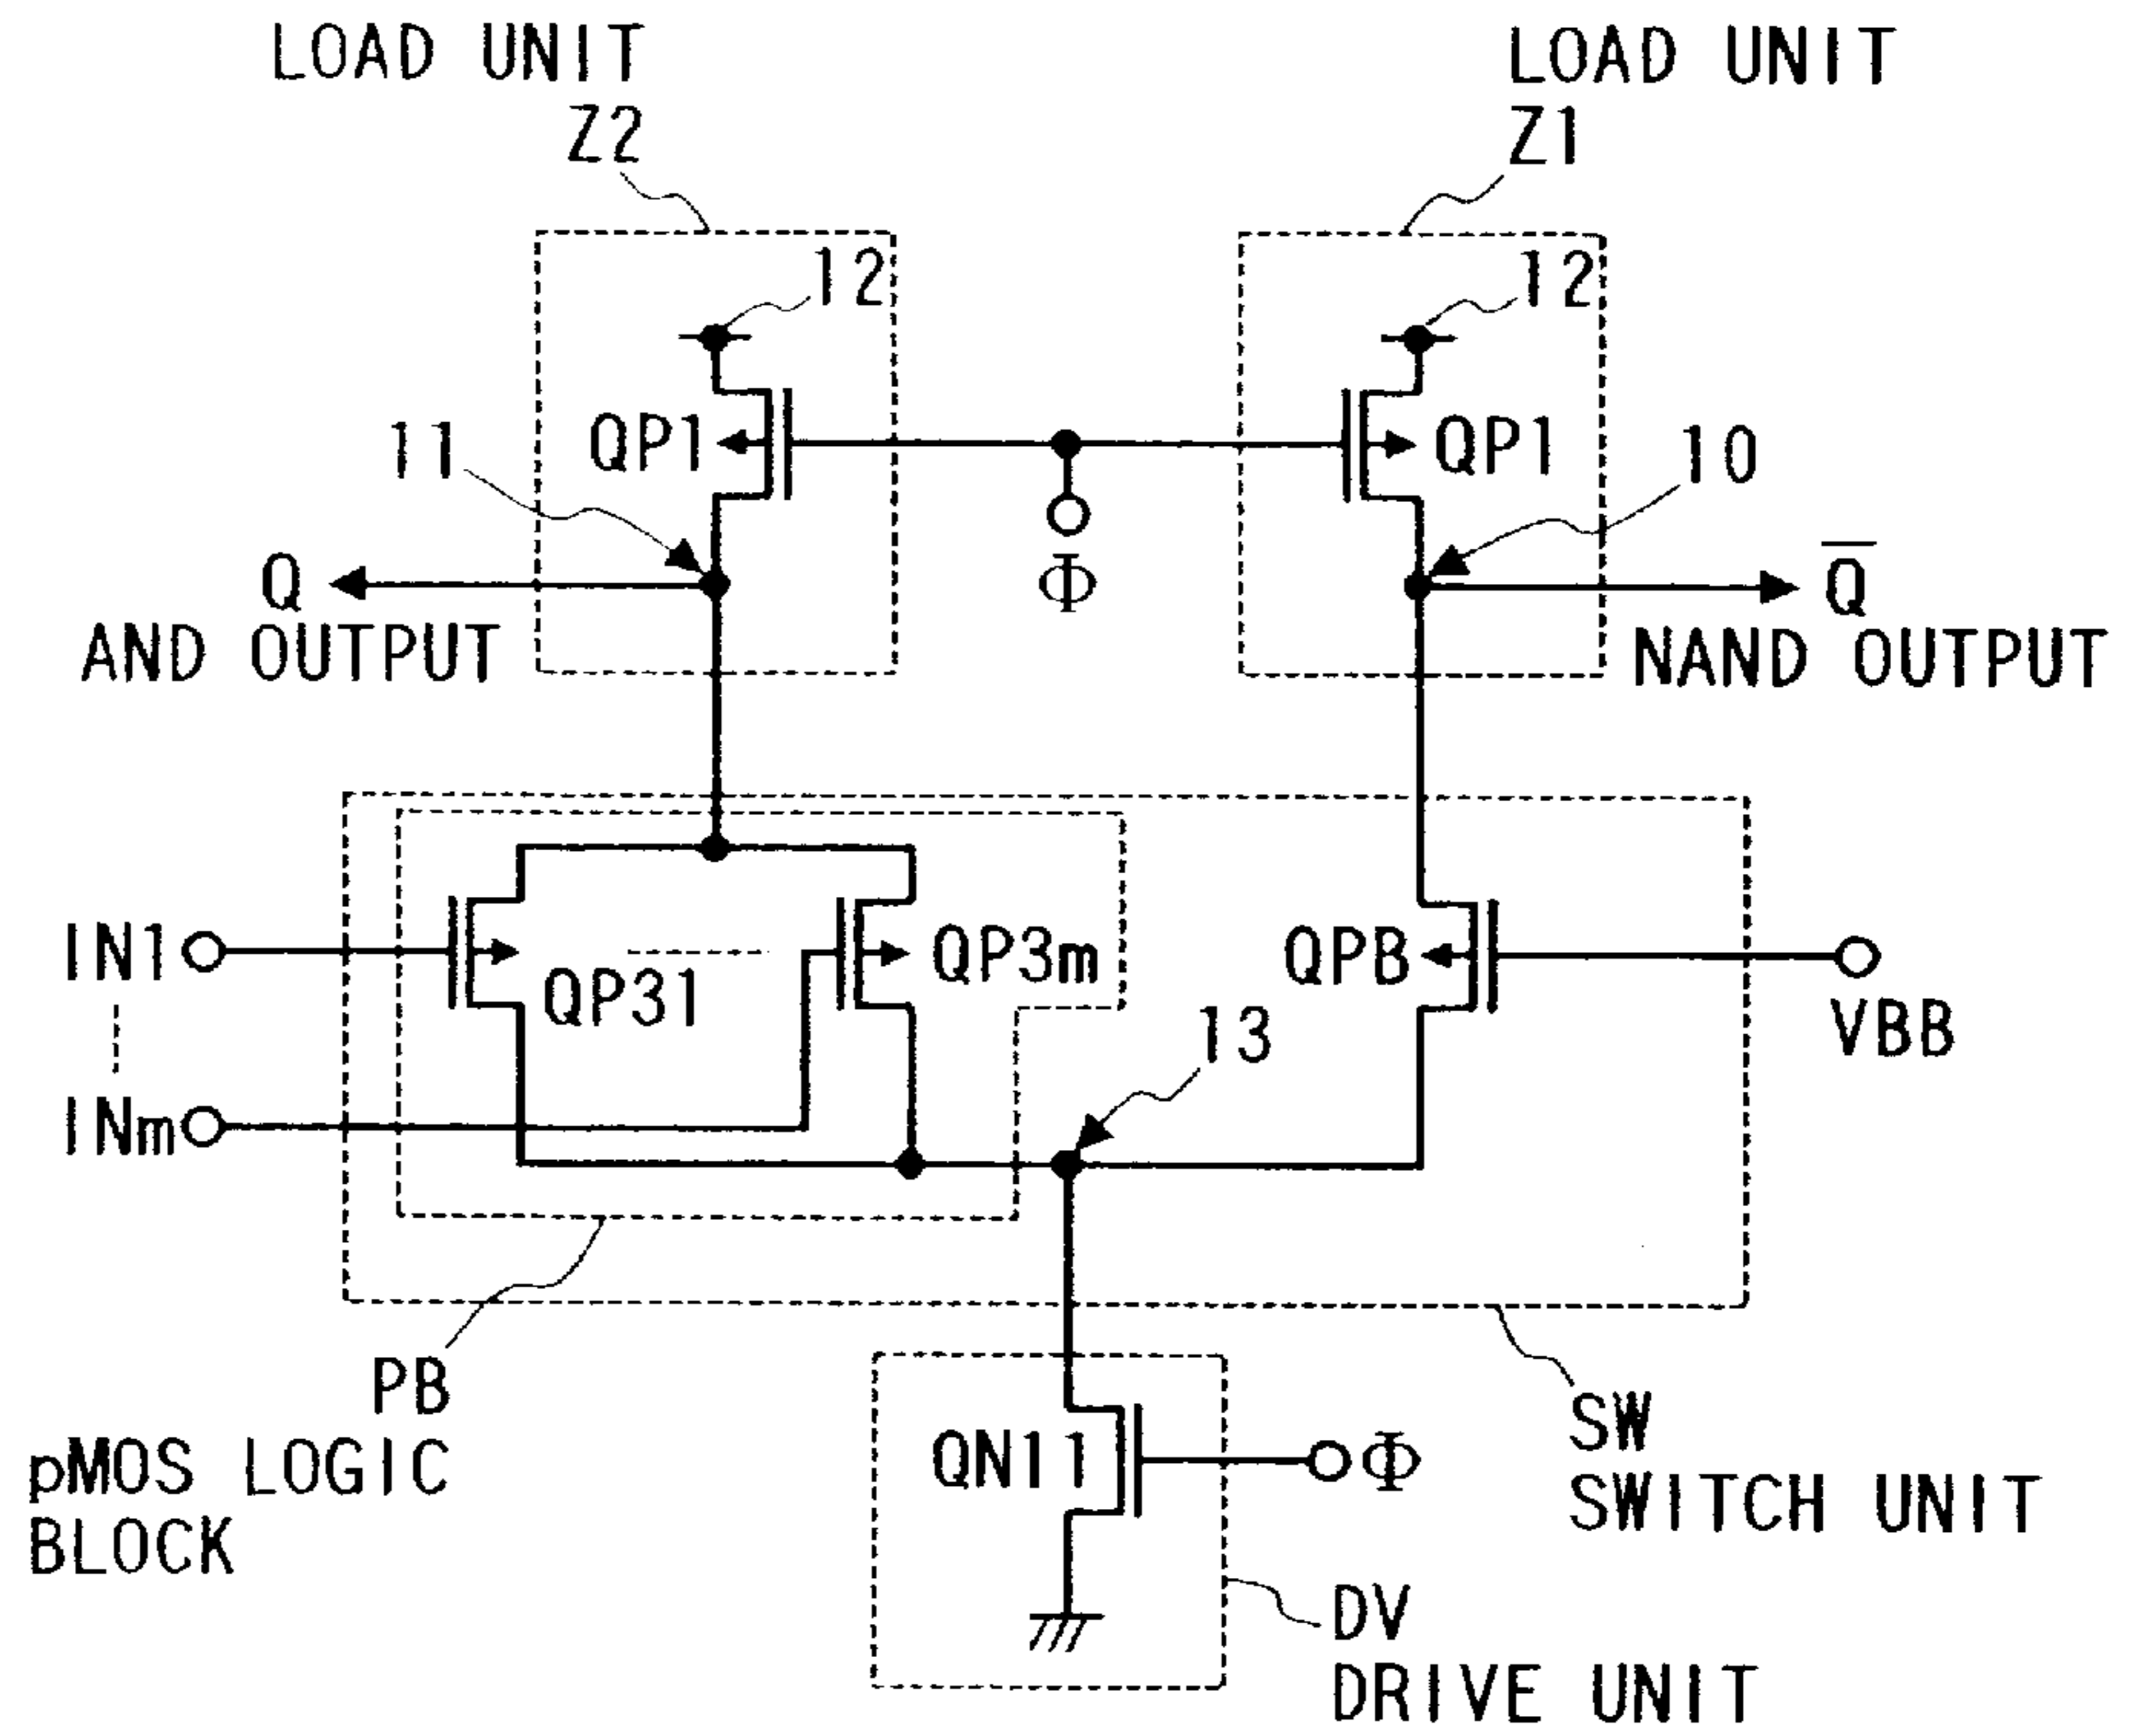 LOAD UNIT
Z2
LOAD UNIT
Z1
12
12
11
QP1
QP1
10
Φ
Q
AND OUTPUT
Q̅
NAND OUTPUT
IN1
QP31
QP3m
QPB
VBB
13
INm
PB
pMOS LOGIC
BLOCK
QN11
Φ
SW
SWITCH UNIT
DV
DRIVE UNIT